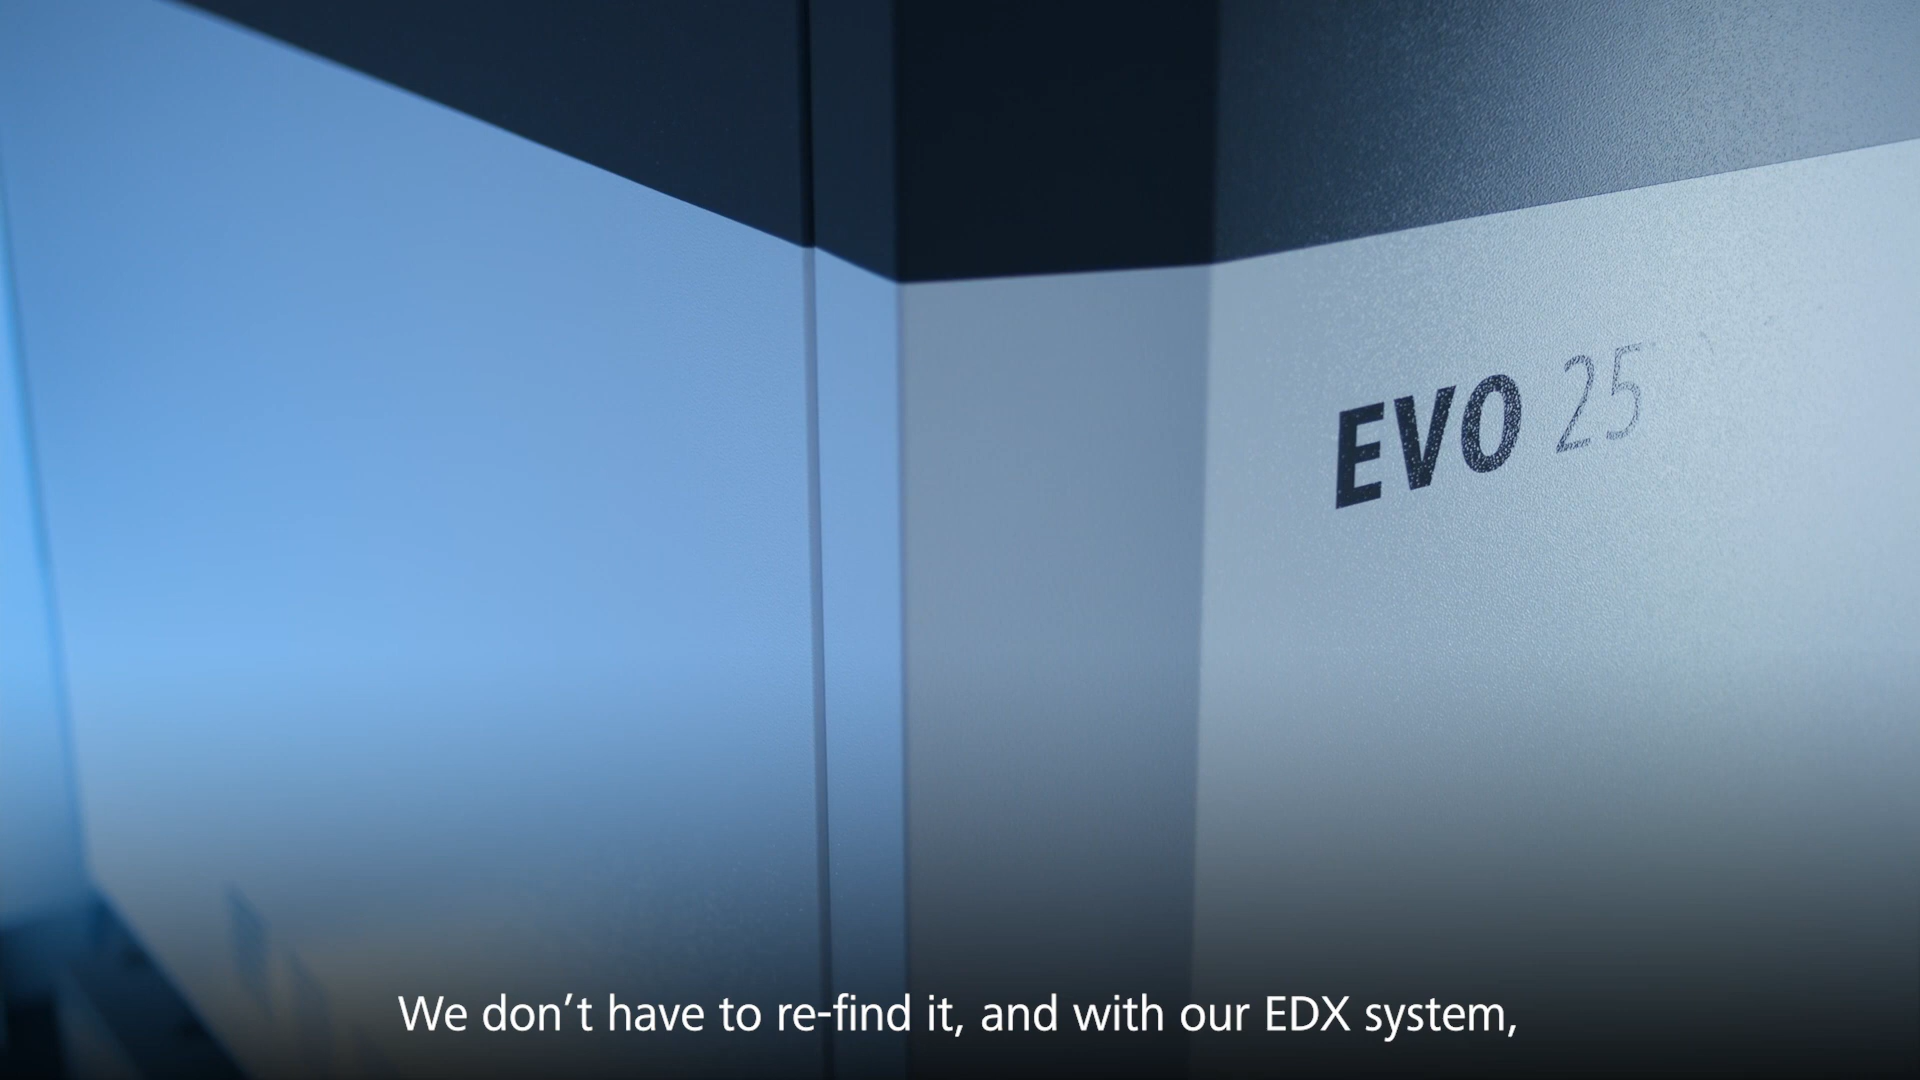 EVO 25
We don’t have to re-find it, and with our EDX system,